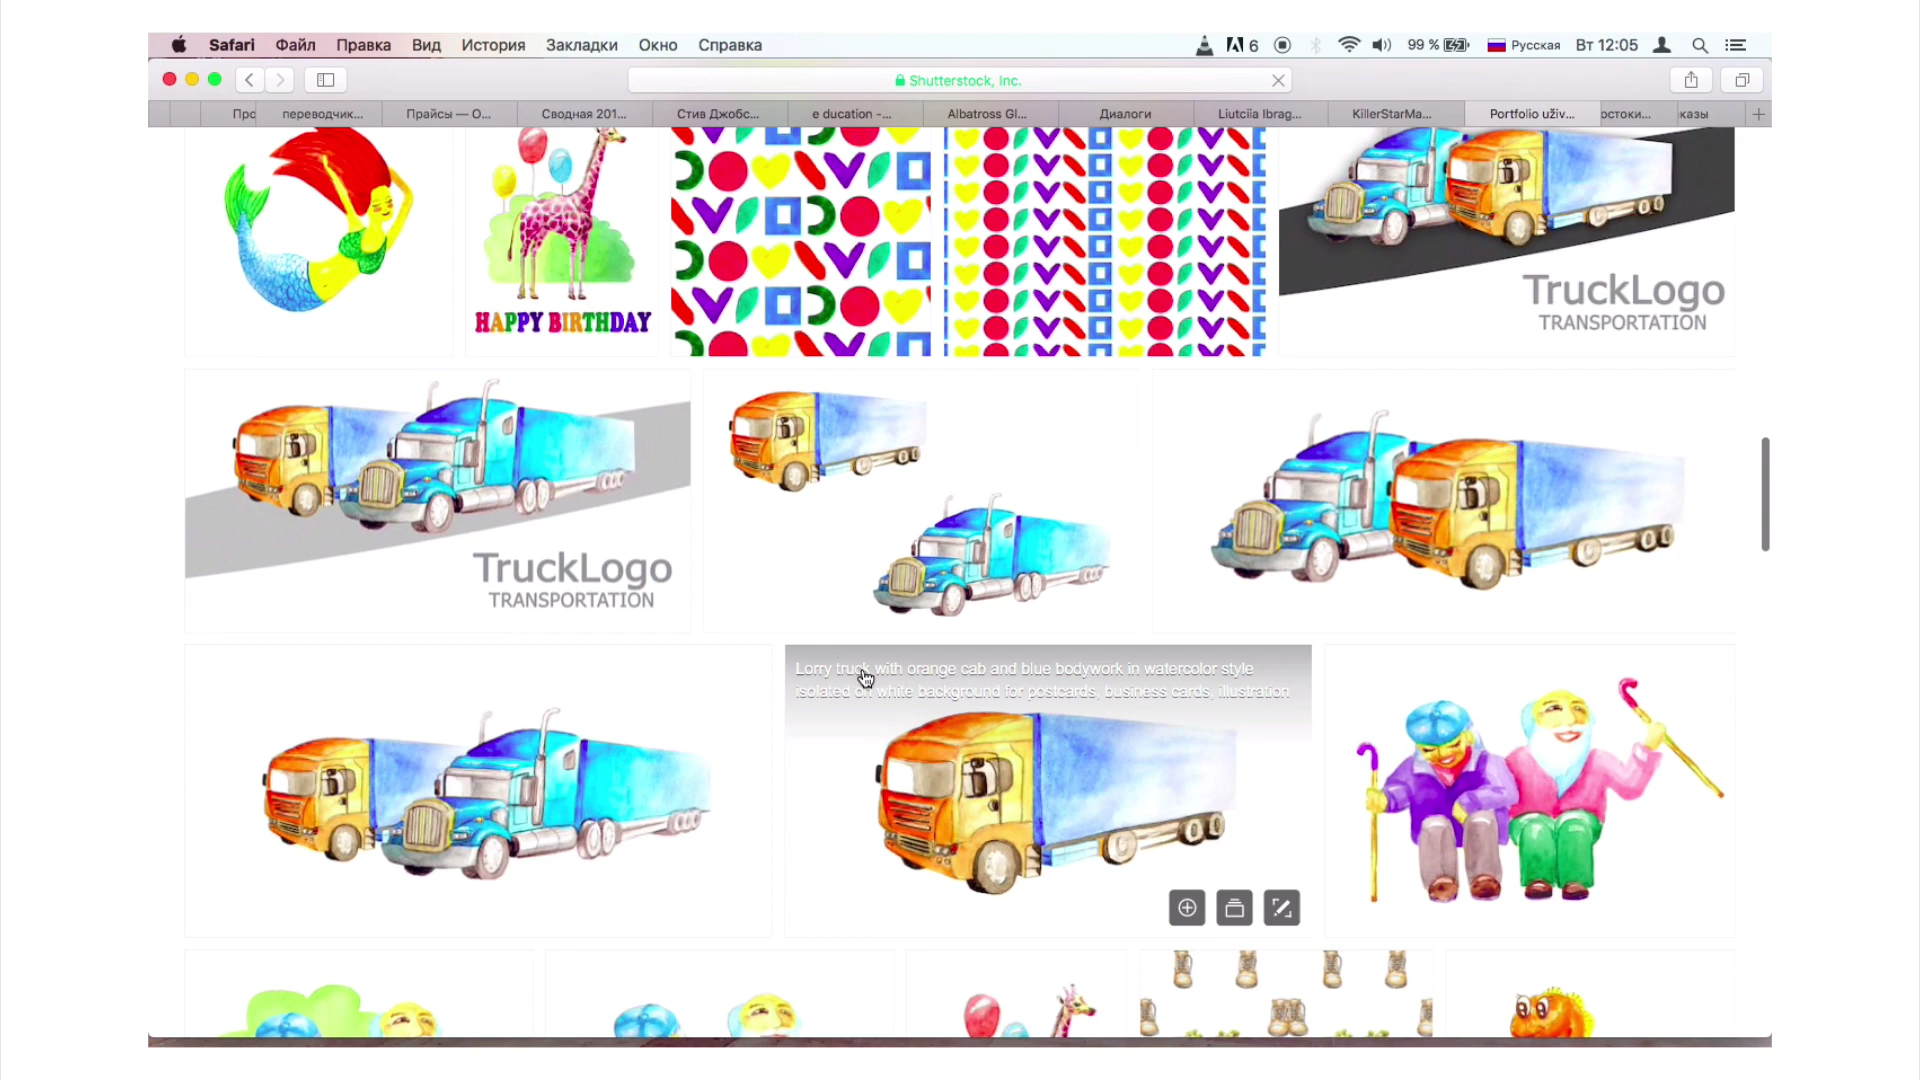 Safari Файл Правка Вид История Закладки Окно Справка
6
99 % Русская Вт 12:05
Shutterstock, Inc.
Прс переводчик... Прайсы — О... Сводная 201... Стив Джобс... e ducation -... Albatross Gl... Диалоги Liutciia Ibrag... KillerStarMa... Portfolio uživ... остоки... казы
HAPPY BIRTHDAY
TruckLogo
TRANSPORTATION
TruckLogo
TRANSPORTATION
Lorry truck with orange cab and blue bodywork in watercolor style
isolated on white background for postcards, business cards, illustration